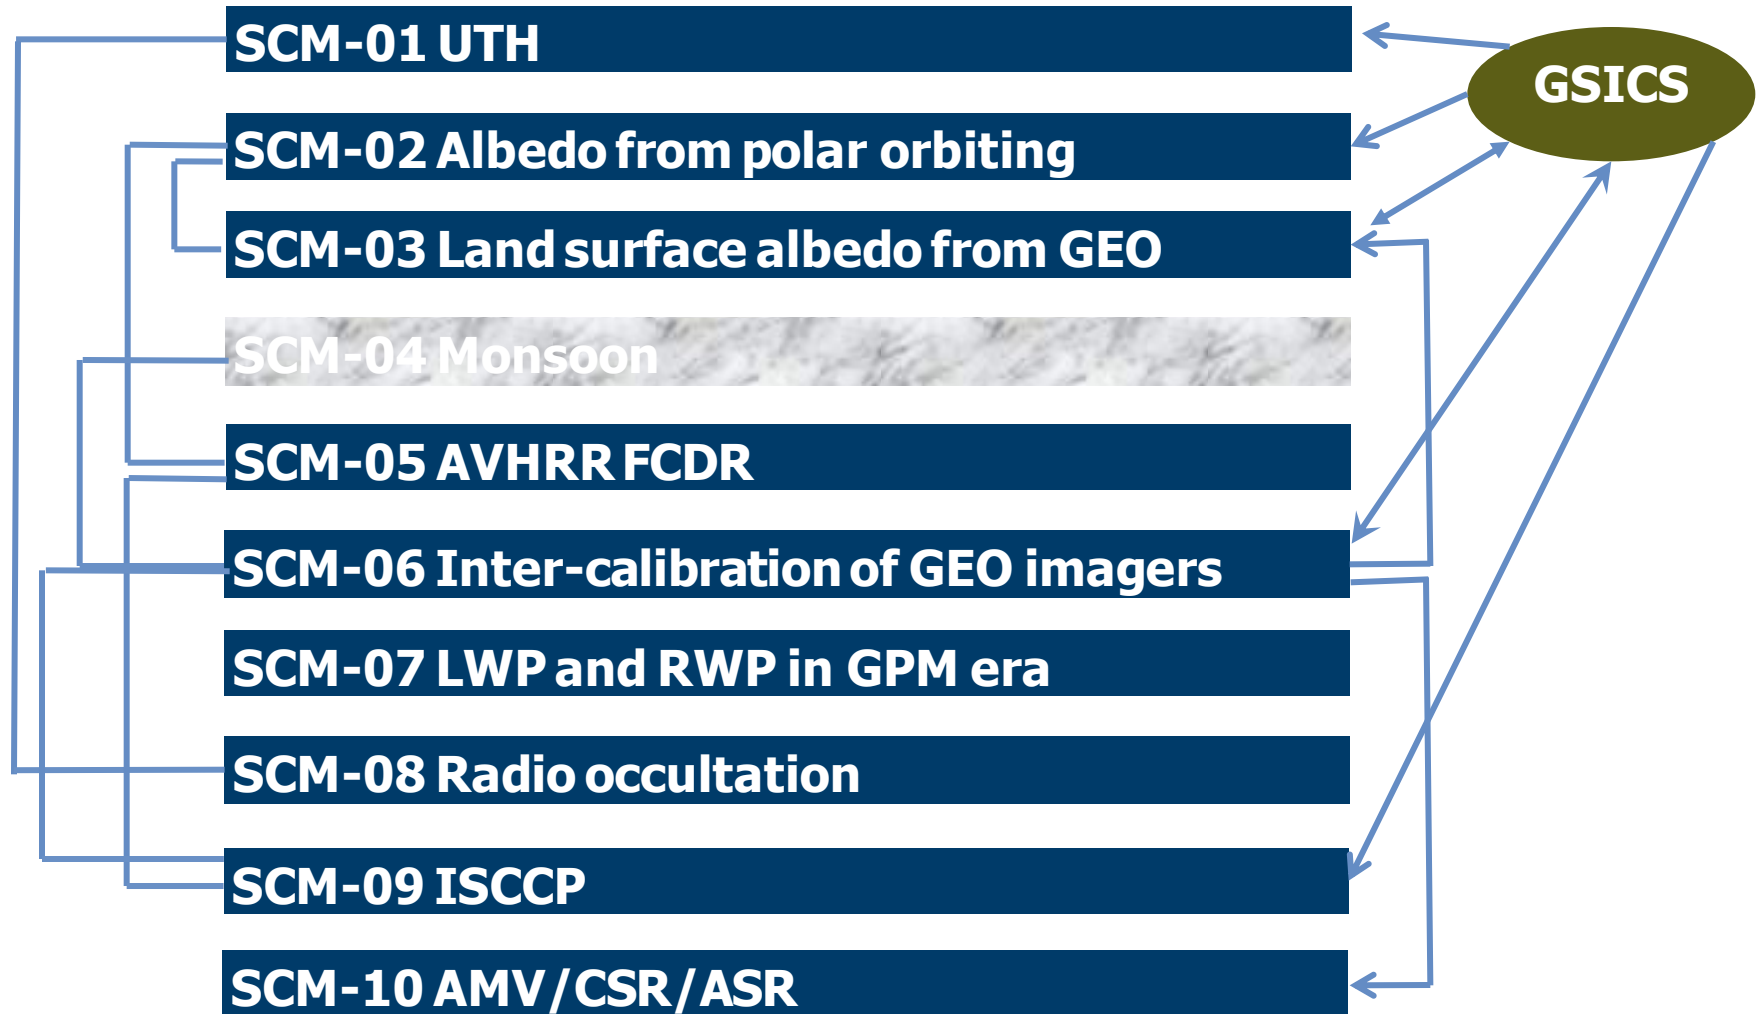 SCM-01 UTH
GSICS
SCM-02 Albedo from polar orbiting
SCM-03 Land surface albedo from GEO
SCM-04 Monsoon
SCM-05 AVHRR FCDR
SCM-06 Inter-calibration of GEO imagers
SCM-07 LWP and RWP in GPM era
SCM-08 Radio occultation
SCM-09 ISCCP
SCM-10 AMV/CSR/ASR